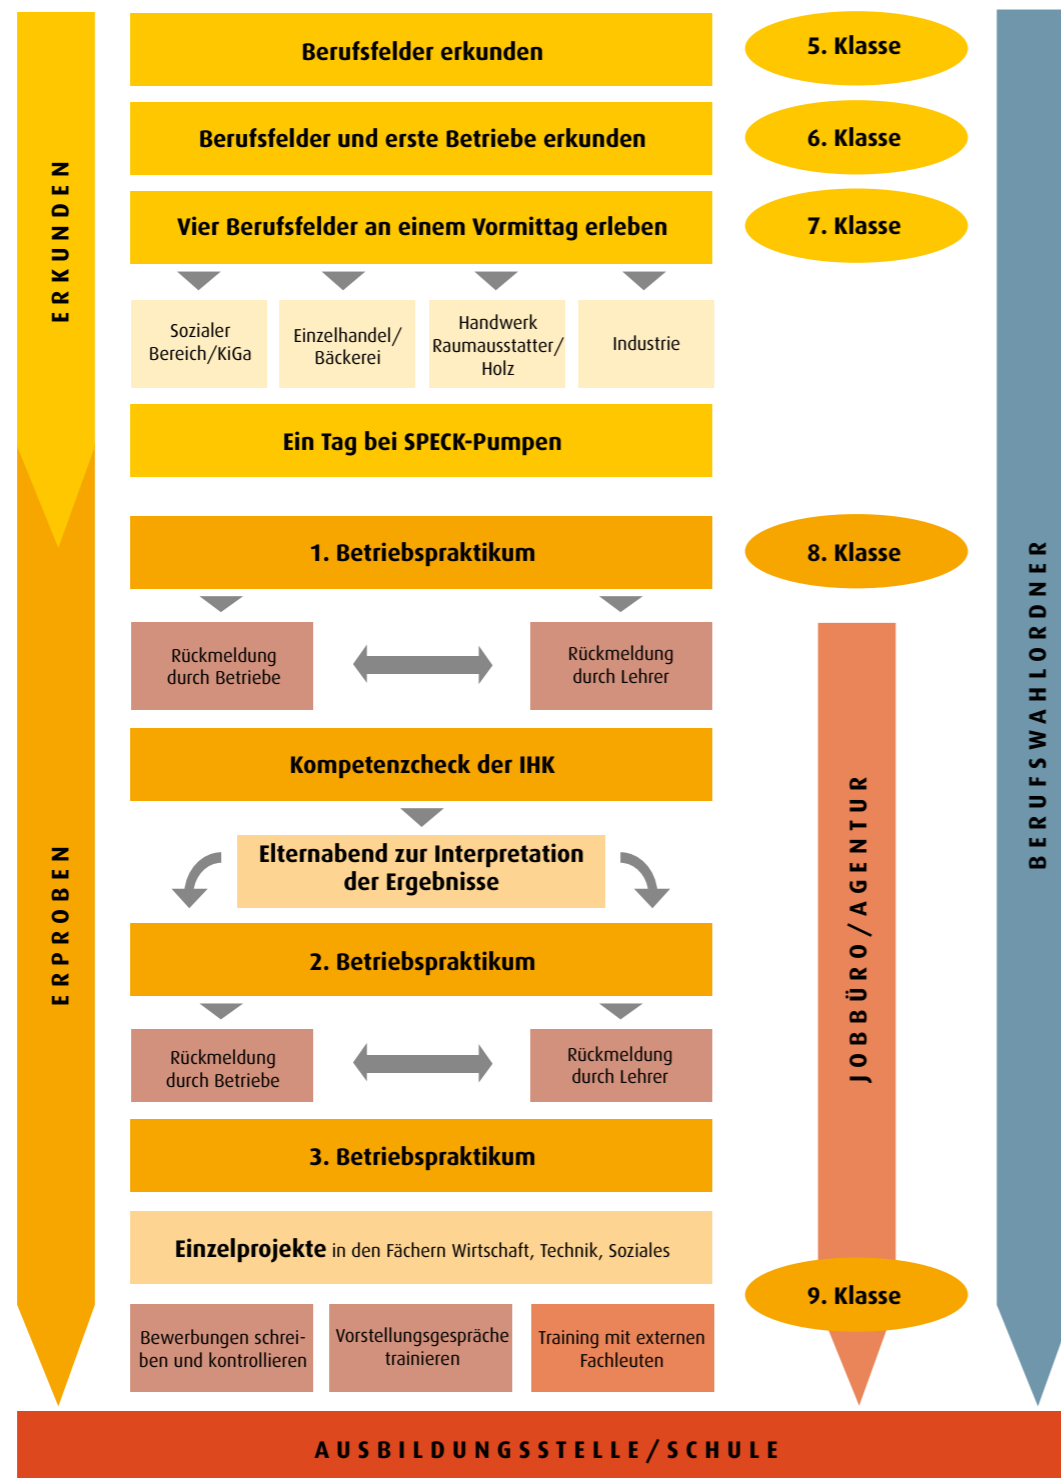 Berufsfelder erkunden
5. Klasse
Berufsfelder und erste Betriebe erkunden
6. Klasse
Vier Berufsfelder an einem Vormittag erleben
7. Klasse
ERKUNDEN
Sozialer
Bereich/KiGa
Einzelhandel/
Bäckerei
Handwerk
Raumausstatter/
Holz
Industrie
Ein Tag bei SPECK-Pumpen
1. Betriebspraktikum
8. Klasse
Rückmeldung
durch Betriebe
Rückmeldung
durch Lehrer
Kompetenzcheck der IHK
Elternabend zur Interpretation
der Ergebnisse
ERPROBEN
2. Betriebspraktikum
Rückmeldung
durch Betriebe
Rückmeldung
durch Lehrer
JOBBÜRO/AGENTUR
BERUFSWAHLORDNER
3. Betriebspraktikum
Einzelprojekte in den Fächern Wirtschaft, Technik, Soziales
9. Klasse
Bewerbungen schrei-
ben und kontrollieren
Vorstellungsgespräche
trainieren
Training mit externen
Fachleuten
AUSBILDUNGSSTELLE/SCHULE